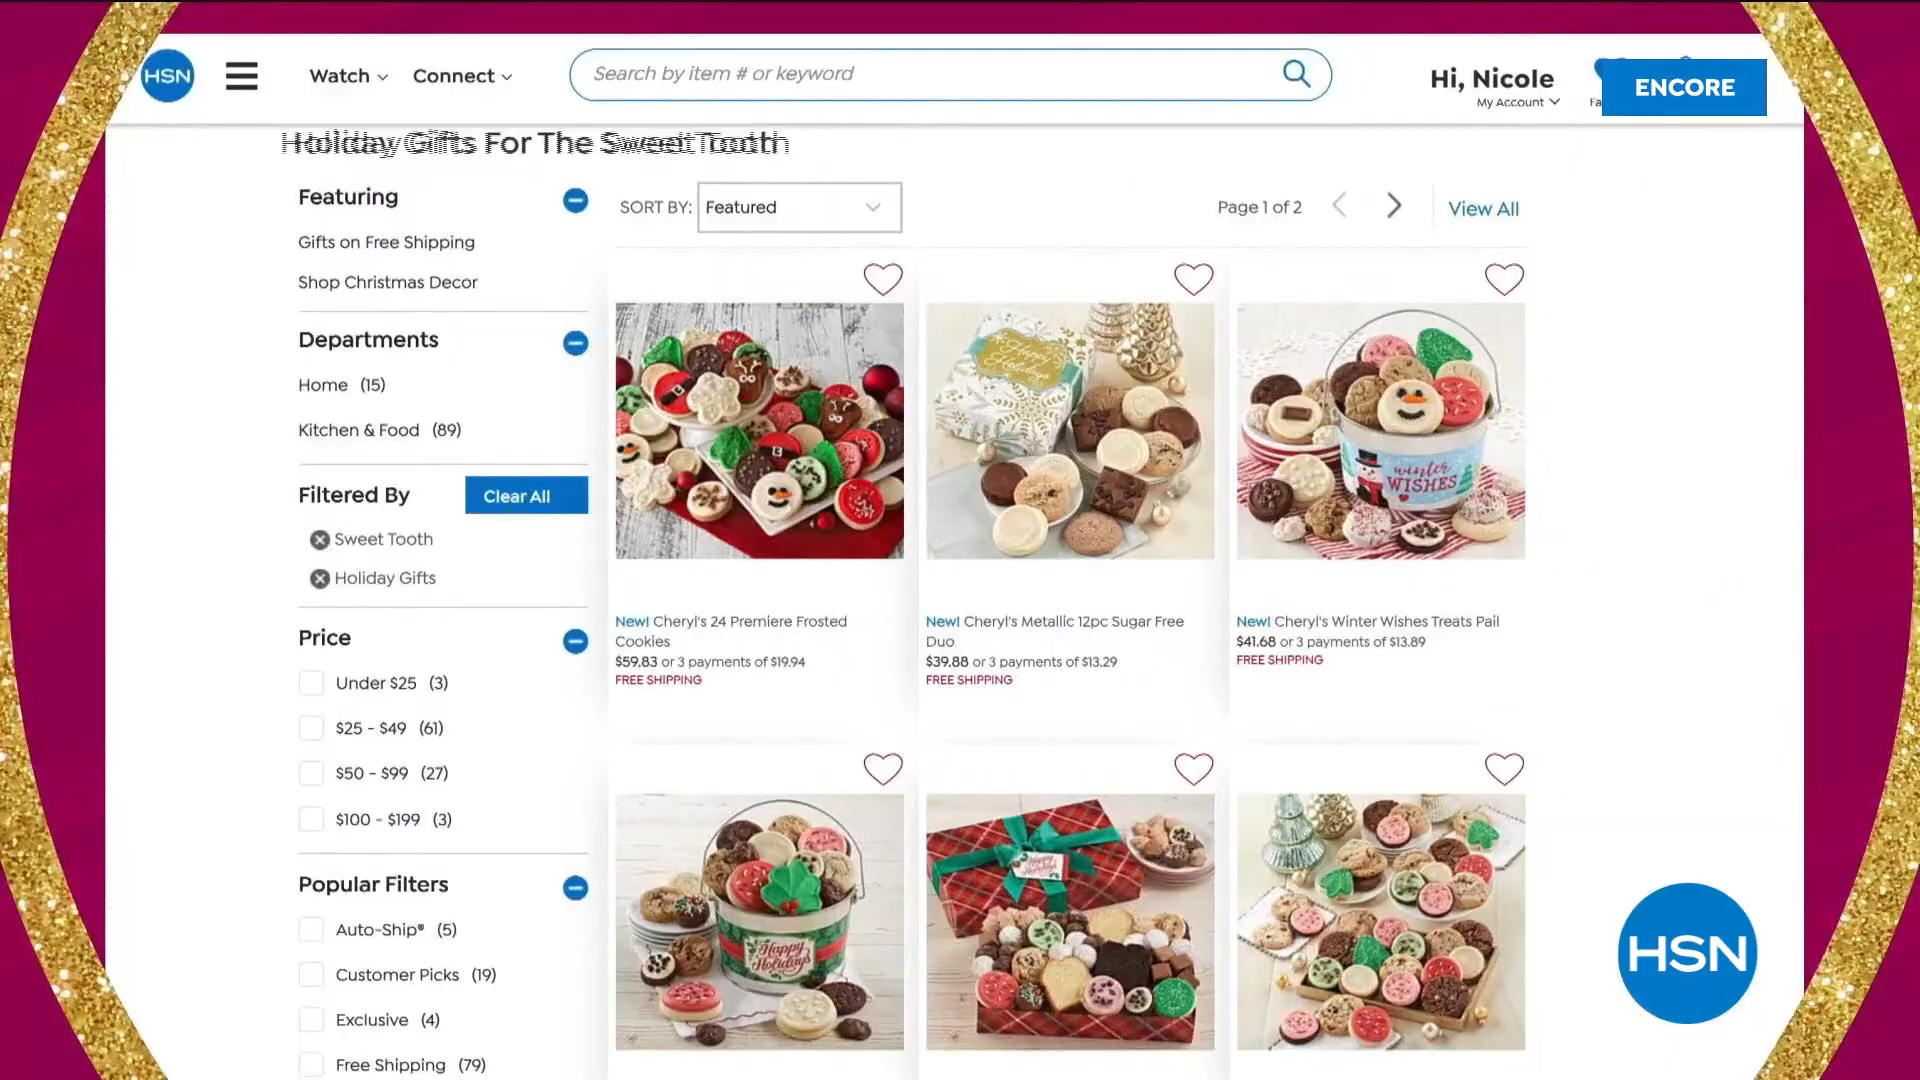 HSN
Watch
Connect
Search by item # or keyword
Hi, Nicole
My Account
Fa
ENCORE
Holiday Gifts For The Sweet Tooth
Featuring
Gifts on Free Shipping
Shop Christmas Decor
Departments
Home (15)
Kitchen & Food (89)
Filtered By
Clear All
Sweet Tooth
Holiday Gifts
Price
Under $25 (3)
$25 - $49 (61)
$50 - $99 (27)
$100 - $199 (3)
Popular Filters
Auto-Ship® (5)
Customer Picks (19)
Exclusive (4)
Free Shipping (79)
SORT BY: Featured
Page 1 of 2
View All
Happy
Holidays
winter
WISHES
New! Cheryl's 24 Premiere Frosted
Cookies
$59.83 or 3 payments of $19.94
FREE SHIPPING
New! Cheryl's Metallic 12pc Sugar Free
Duo
$39.88 or 3 payments of $13.29
FREE SHIPPING
New! Cheryl's Winter Wishes Treats Pail
$41.68 or 3 payments of $13.89
FREE SHIPPING
Happy
Holidays
Happy
Holidays
HSN